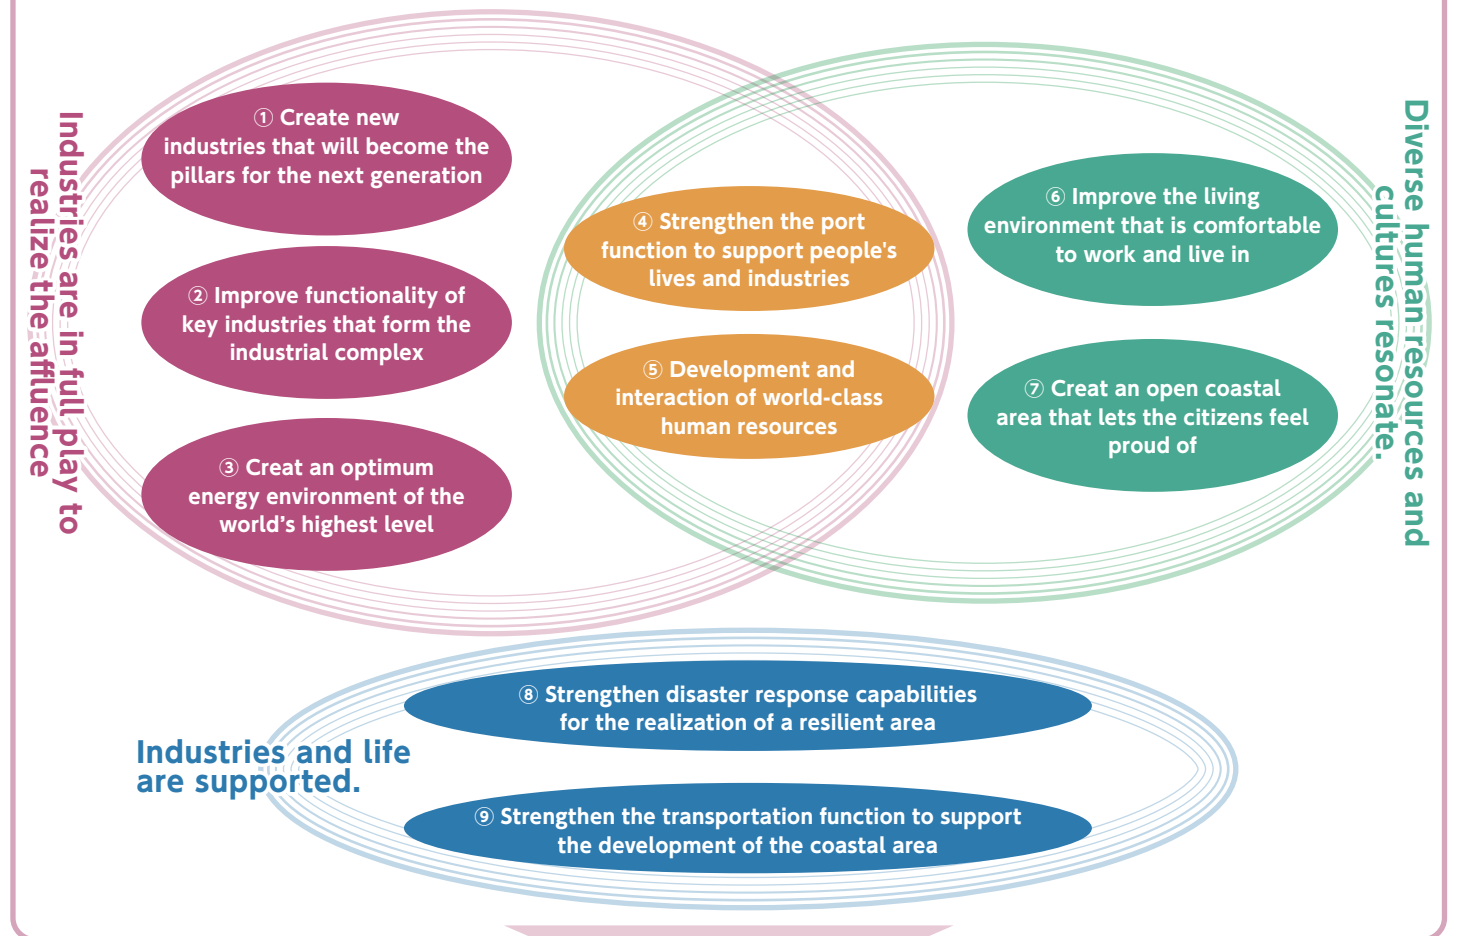 Industries are in full play to
realize the affluence
① Create new
industries that will become the
pillars for the next generation
② Improve functionality of
key industries that form the
industrial complex
③ Creat an optimum
energy environment of the
world's highest level
④ Strengthen the port
function to support people's
lives and industries
⑤ Development and
interaction of world-class
human resources
⑥ Improve the living
environment that is comfortable
to work and live in
⑦ Creat an open coastal
area that lets the citizens feel
proud of
Diverse human resources and
cultures resonate.
Industries and life
are supported.
⑧ Strengthen disaster response capabilities
for the realization of a resilient area
⑨ Strengthen the transportation function to support
the development of the coastal area